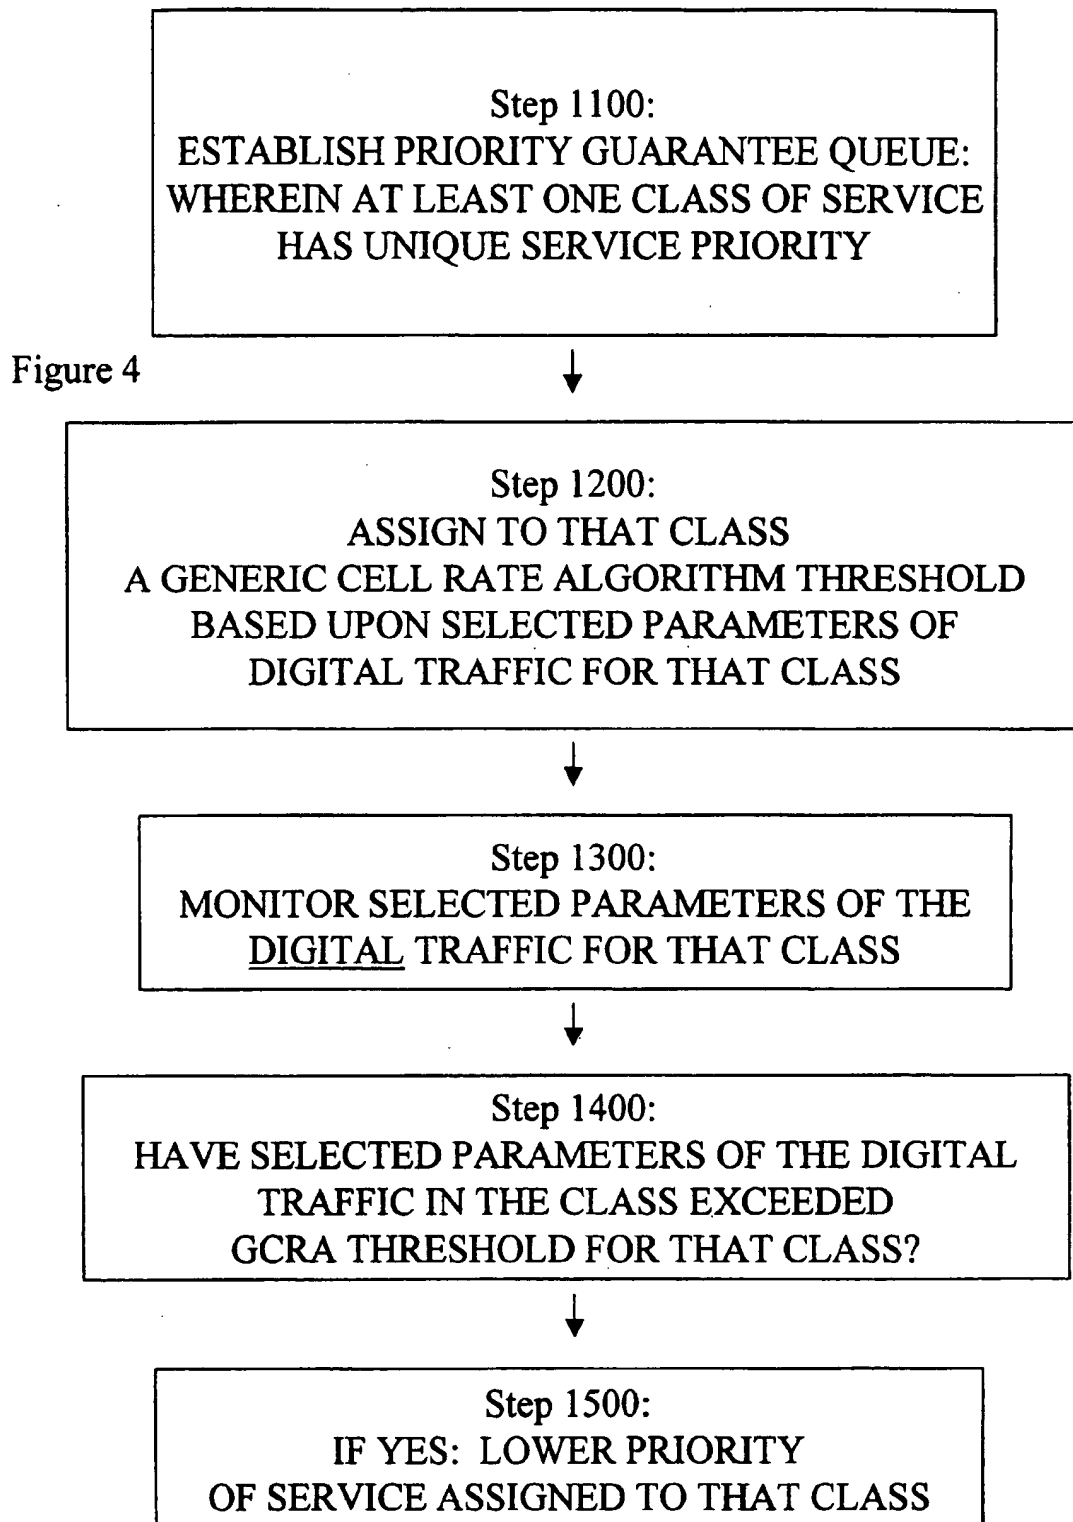 Step 1100:
ESTABLISH PRIORITY GUARANTEE QUEUE:
WHEREIN AT LEAST ONE CLASS OF SERVICE
HAS UNIQUE SERVICE PRIORITY
Figure 4
Step 1200:
ASSIGN TO THAT CLASS
A GENERIC CELL RATE ALGORITHM THRESHOLD
BASED UPON SELECTED PARAMETERS OF
DIGITAL TRAFFIC FOR THAT CLASS
Step 1300:
MONITOR SELECTED PARAMETERS OF THE
DIGITAL TRAFFIC FOR THAT CLASS
Step 1400:
HAVE SELECTED PARAMETERS OF THE DIGITAL
TRAFFIC IN THE CLASS EXCEEDED
GCRA THRESHOLD FOR THAT CLASS?
Step 1500:
IF YES: LOWER PRIORITY
OF SERVICE ASSIGNED TO THAT CLASS